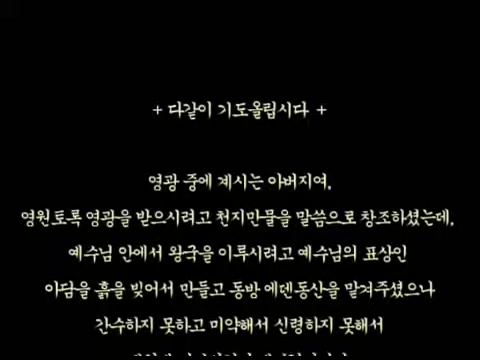 + 다같이 기도올립시다 +
영광 중에 계시는 아버지여,
영원토록 영광을 받으시려고 천지만물을 말씀으로 창조하셨는데,
예수님 안에서 왕국을 이루시려고 예수님의 표상인
아담을 흙을 빚어서 만들고 동방 에덴동산을 맡겨주셨으나
간수하지 못하고 미약해서 신령하지 못해서